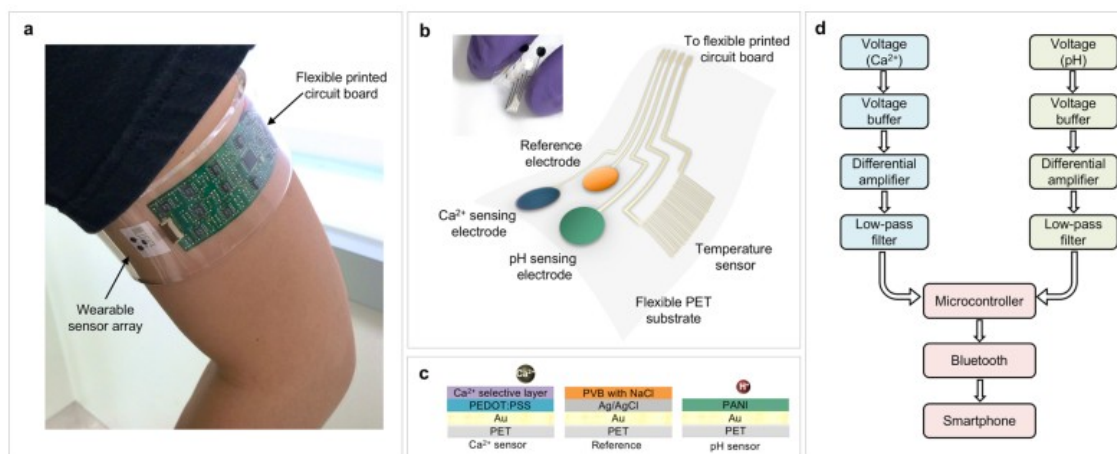 a
Flexible printed
circuit board
Wearable
sensor array
b
To flexible printed
circuit board
Reference
electrode
Ca²⁺ sensing
electrode
pH sensing
electrode
Temperature
sensor
Flexible PET
substrate
c
Ca²⁺
Ca²⁺ selective layer
PEDOT:PSS
Au
PET
Ca²⁺ sensor
PVB with NaCl
Ag/AgCl
Au
PET
Reference
H⁺
PANI
Au
PET
pH sensor
d
Voltage
(Ca²⁺)
Voltage
buffer
Differential
amplifier
Low-pass
filter
Voltage
(pH)
Voltage
buffer
Differential
amplifier
Low-pass
filter
Microcontroller
Bluetooth
Smartphone